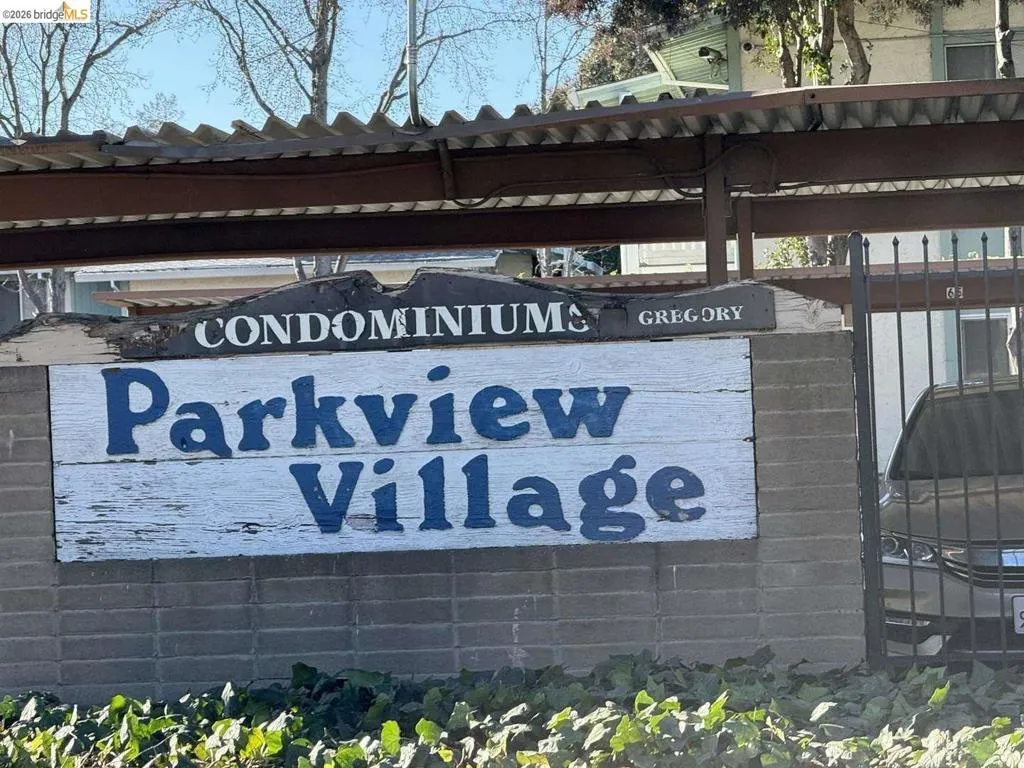 ©2026 bridgeMLS
CONDOMINIUMS GREGORY
Parkview
Village